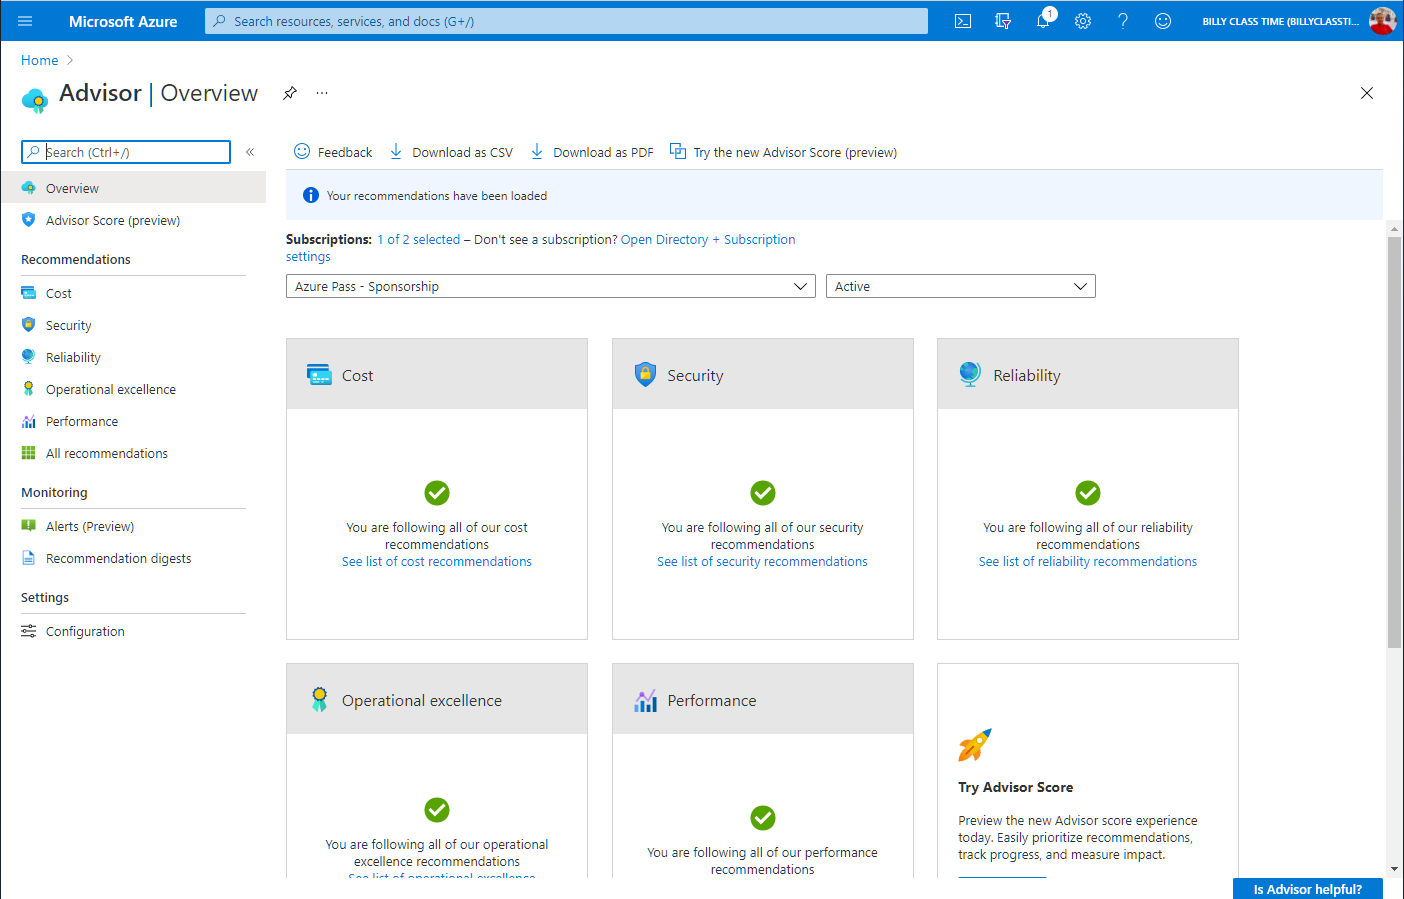 Microsoft Azure
Search resources, services, and docs (G+/)
1
BILLY CLASS TIME (BILLYCLASSTI...
Home
Advisor | Overview
...
Search (Ctrl+/)
«
Overview
Advisor Score (preview)
Recommendations
Cost
Security
Reliability
Operational excellence
Performance
All recommendations
Monitoring
Alerts (Preview)
Recommendation digests
Settings
Configuration
Feedback
Download as CSV
Download as PDF
Try the new Advisor Score (preview)
Your recommendations have been loaded
Subscriptions: 1 of 2 selected – Don't see a subscription? Open Directory + Subscription
settings
Azure Pass - Sponsorship
Active
Cost
You are following all of our cost
recommendations
See list of cost recommendations
Security
You are following all of our security
recommendations
See list of security recommendations
Reliability
You are following all of our reliability
recommendations
See list of reliability recommendations
Operational excellence
You are following all of our operational
excellence recommendations
See list of operational excellence
Performance
You are following all of our performance
recommendations
Try Advisor Score
Preview the new Advisor score experience
today. Easily prioritize recommendations,
track progress, and measure impact.
Is Advisor helpful?